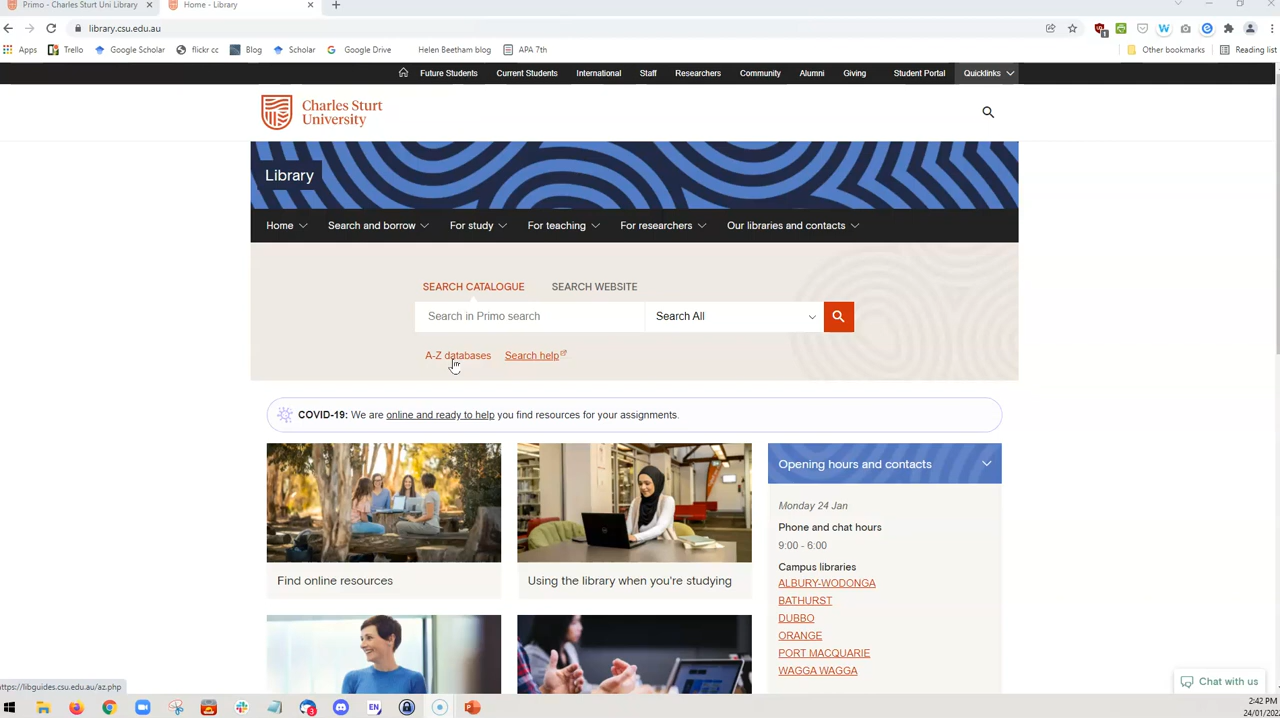 Primo - Charles Sturt Uni Library
Home - Library
library.csu.edu.au
Apps
Trello
Google Scholar
flickr cc
Blog
Scholar
Google Drive
Helen Beetham blog
APA 7th
Other bookmarks
Reading list
Future Students
Current Students
International
Staff
Researchers
Community
Alumni
Giving
Student Portal
Quicklinks
Charles Sturt
University
Library
Home
Search and borrow
For study
For teaching
For researchers
Our libraries and contacts
SEARCH CATALOGUE
SEARCH WEBSITE
Search in Primo search
Search All
A-Z databases
Search help
COVID-19: We are online and ready to help you find resources for your assignments.
Find online resources
Using the library when you're studying
Opening hours and contacts
Monday 24 Jan
Phone and chat hours
9:00 - 6:00
Campus libraries
ALBURY-WODONGA
BATHURST
DUBBO
ORANGE
PORT MACQUARIE
WAGGA WAGGA
Chat with us
https://libguides.csu.edu.au/az.php
EN
2:42 PM